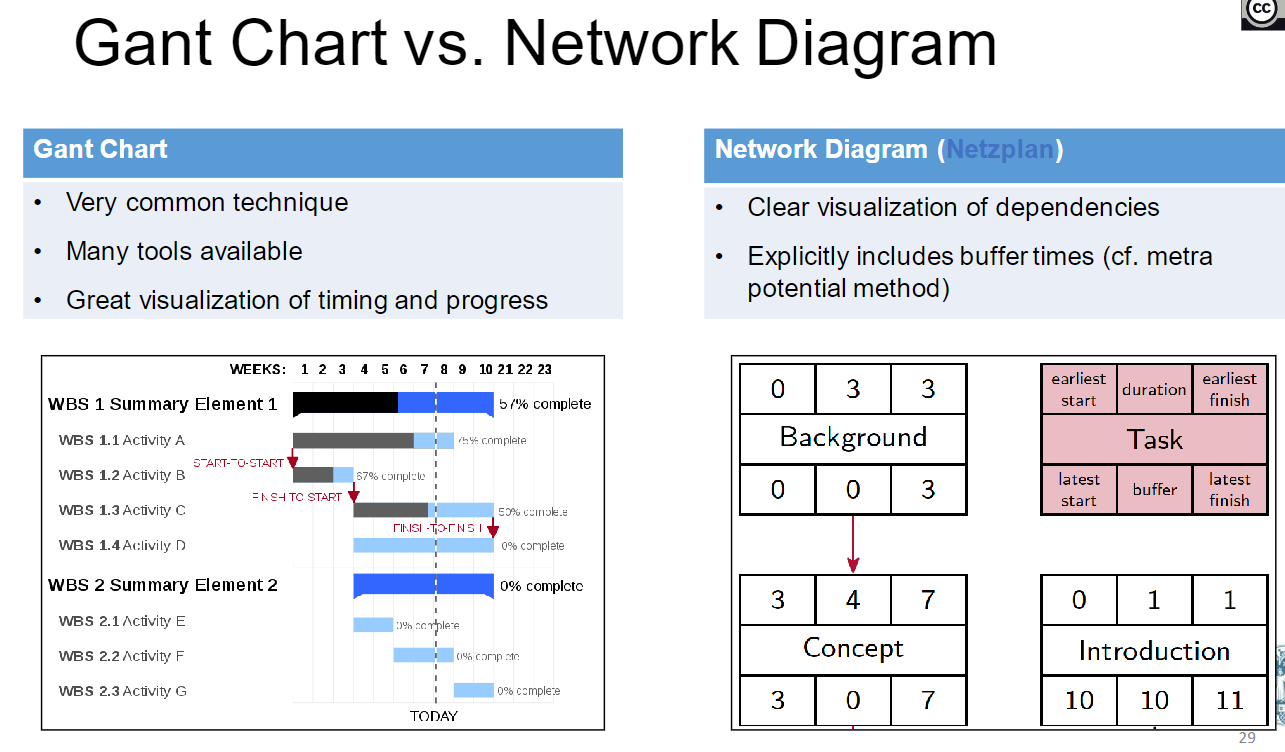 cc
Gant Chart vs. Network Diagram
Gant Chart
• Very common technique
• Many tools available
• Great visualization of timing and progress
Network Diagram (Netzplan)
• Clear visualization of dependencies
• Explicitly includes buffer times (cf. metra
potential method)
WEEKS: 1 2 3 4 5 6 7 8 9 10 21 22 23
WBS 1 Summary Element 1 57% complete
WBS 1.1 Activity A 75% complete
START-TO-START
WBS 1.2 Activity B 67% complete
FINISH TO START
WBS 1.3 Activity C 50% complete
FINISH-TO-FINISH
WBS 1.4 Activity D 0% complete
WBS 2 Summary Element 2 0% complete
WBS 2.1 Activity E 0% complete
WBS 2.2 Activity F 0% complete
WBS 2.3 Activity G 0% complete
TODAY
0 3 3
Background
0 0 3
earliest start duration earliest finish
Task
latest start buffer latest finish
3 4 7
Concept
3 0 7
0 1 1
Introduction
10 10 11
29